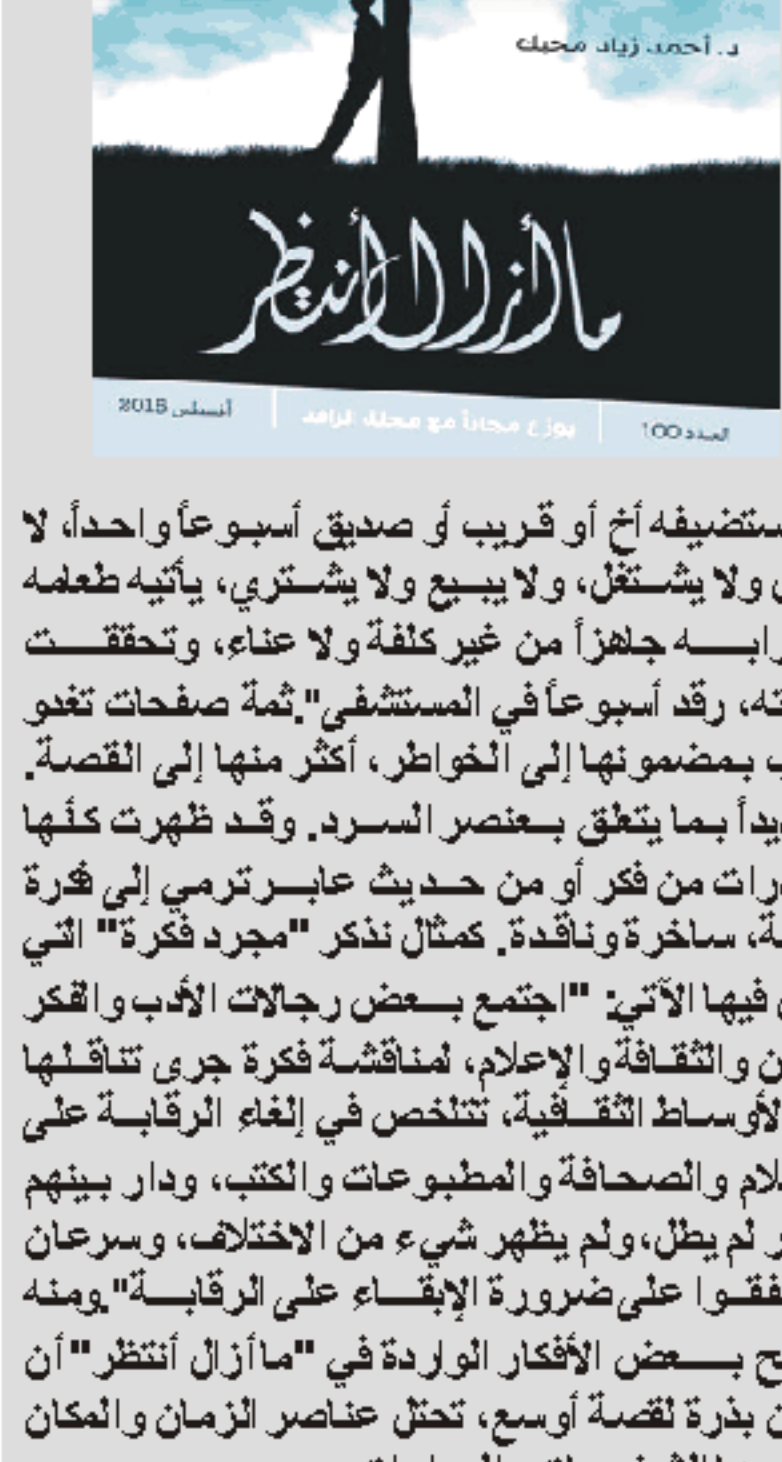 د. أحمد زياد محبك
ما أزال أنتظر
العدد 100 يوزع مجاناً مع مجلة الرافد 2015
ستضيفه أخ أو قريب أو صديق أسبوعاً واحداً، لا
ولا يشتغل، ولا يبيع ولا يشتري، يأتيه طعامه
رابه جاهزاً من غير كلفة ولا عناء، وتحققت
ته، رقد أسبوعاً في المستشفى". ثمة صفحات تغدو
ب بمضمونها إلى الخواطر، أكثر منها إلى القصة.
يداً بما يتعلق بعنصر السرد. وقد ظهرت كأنها
رات من فكر أو من حديث عابر ترمي إلى فكرة
ة، ساخرة وناقدة. كمثال نذكر "مجرد فكرة" التي
فيها الآتي: "اجتمع بعض رجالات الأدب والفكر
ن والثقافة والإعلام، لمناقشة فكرة جرى تناقلها
لأوساط الثقافية، تتلخص في إلغاء الرقابة على
لام والصحافة والمطبوعات والكتب، ودار بينهم
ر لم يطل، ولم يظهر شيء من الاختلاف، وسرعان
فقوا على ضرورة الإبقاء على الرقابة". ومنه
ح بعض الأفكار الواردة في "ما أزال أنتظر" أن
ن بذرة لقصة أوسع، تحتل عناصر الزمان والمكان